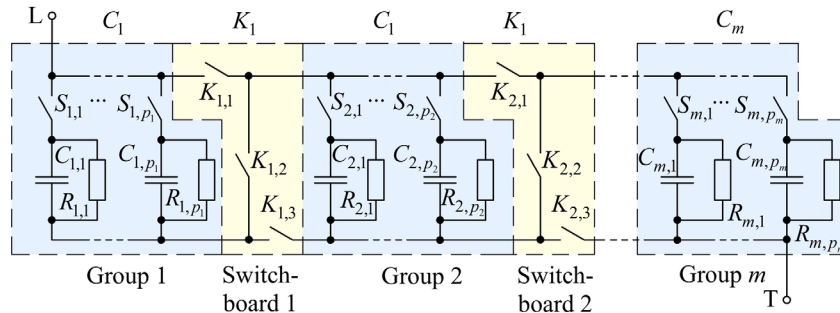 L C₁ K₁ C₁ K₁ Cₘ
K₁,₁ K₂,₁
S₁,₁ ··· S₁,ₚ₁ S₂,₁ ··· S₂,ₚ₂ Sₘ,₁ ··· Sₘ,ₚₘ
C₁,₁ C₁,ₚ₁ K₁,₂ C₂,₁ C₂,ₚ₂ K₂,₂ Cₘ,₁ Cₘ,ₚₘ
R₁,₁ R₁,ₚ₁ K₁,₃ R₂,₁ R₂,ₚ₂ K₂,₃ Rₘ,₁
Group 1 Switch- Group 2 Switch- Group m
board 1 board 2
T